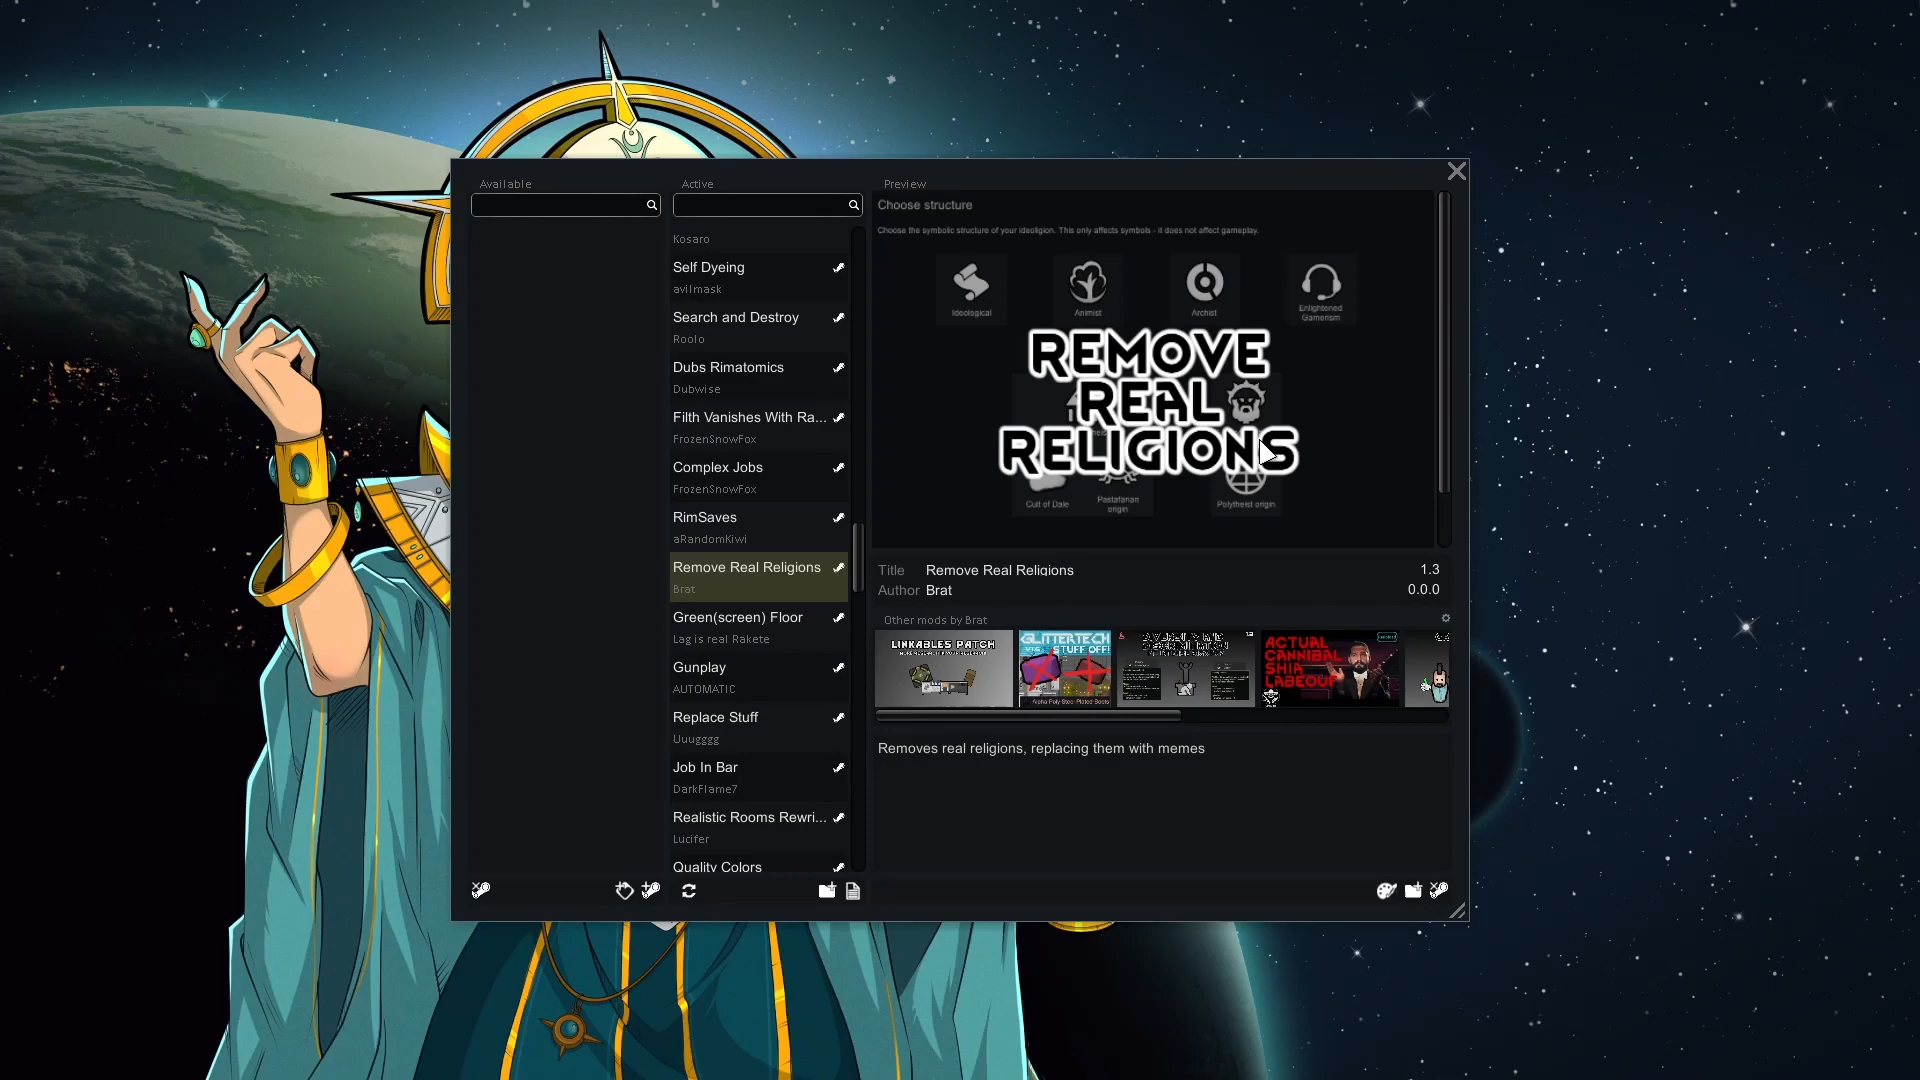 Available
Active
Preview
Kosaro
Self Dyeing
avilmask
Search and Destroy
Roolo
Dubs Rimatomics
Dubwise
Filth Vanishes With Ra...
FrozenSnowFox
Complex Jobs
FrozenSnowFox
RimSaves
aRandomKiwi
Remove Real Religions
Brat
Green(screen) Floor
Lag is real Rakete
Gunplay
AUTOMATIC
Replace Stuff
Uuugggg
Job In Bar
DarkFlame7
Realistic Rooms Rewri...
Lucifer
Quality Colors
Choose structure
Choose the symbolic structure of your ideoligion. This only affects symbols - it does not affect gameplay.
Ideological
Animist
Archist
Enlightened
Gamerism
REMOVE
REAL
RELIGIONS
Cult of Dale
Pastafarian
origin
Polytheist origin
Title Remove Real Religions 1.3
Author Brat 0.0.0
Other mods by Brat
LINKABLES PATCH
GLITTERTECH
STUFF OFF!
ACTUAL
CANNIBAL
SHIA
LABEOUF
Removes real religions, replacing them with memes